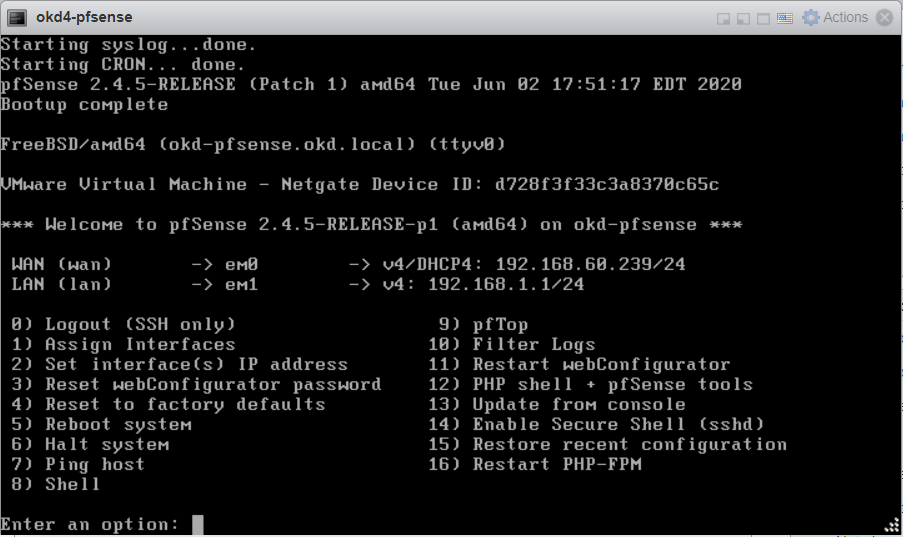 okd4-pfsense
Actions
Starting syslog...done.
Starting CRON... done.
pfSense 2.4.5-RELEASE (Patch 1) amd64 Tue Jun 02 17:51:17 EDT 2020
Bootup complete
FreeBSD/amd64 (okd-pfsense.okd.local) (ttyv0)
VMware Virtual Machine - Netgate Device ID: d728f3f33c3a8370c65c
*** Welcome to pfSense 2.4.5-RELEASE-p1 (amd64) on okd-pfsense ***
WAN (wan) -> em0 -> v4/DHCP4: 192.168.60.239/24
LAN (lan) -> em1 -> v4: 192.168.1.1/24
0) Logout (SSH only) 9) pfTop
1) Assign Interfaces 10) Filter Logs
2) Set interface(s) IP address 11) Restart webConfigurator
3) Reset webConfigurator password 12) PHP shell + pfSense tools
4) Reset to factory defaults 13) Update from console
5) Reboot system 14) Enable Secure Shell (sshd)
6) Halt system 15) Restore recent configuration
7) Ping host 16) Restart PHP-FPM
8) Shell
Enter an option: